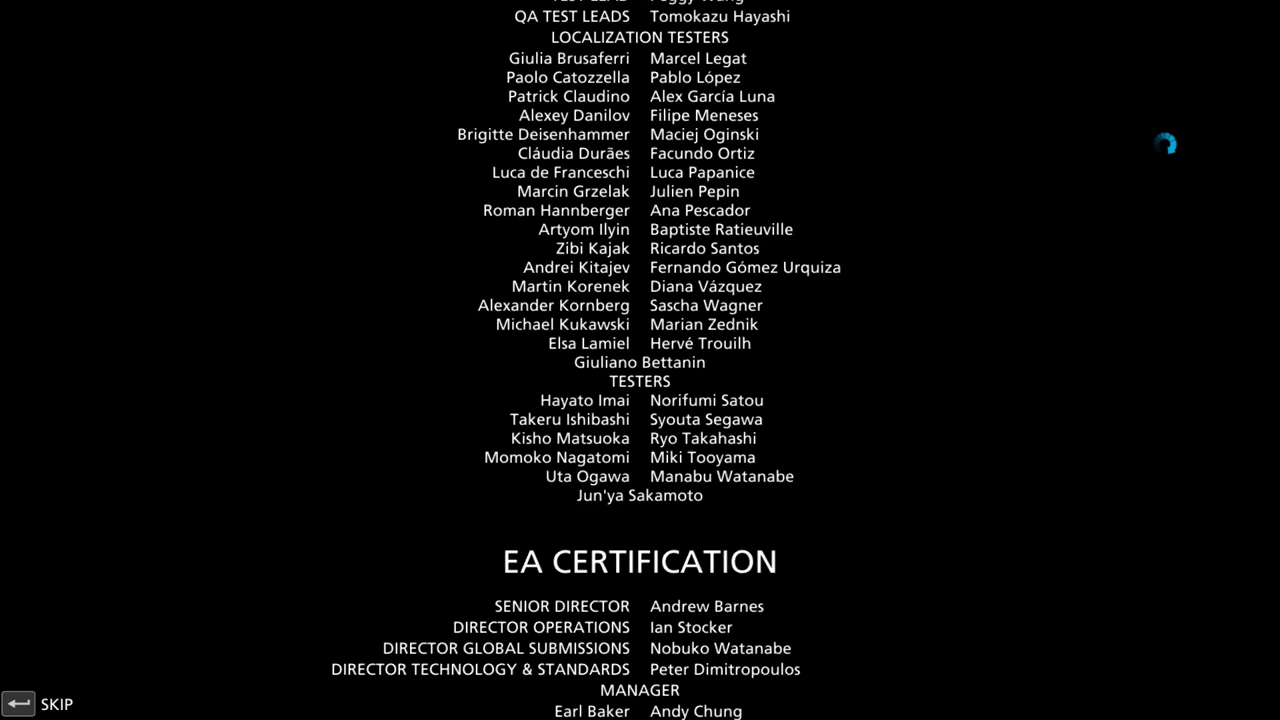 QA TEST LEADS Tomokazu Hayashi
LOCALIZATION TESTERS
Giulia Brusaferri Marcel Legat
Paolo Catozzella Pablo López
Patrick Claudino Alex García Luna
Alexey Danilov Filipe Meneses
Brigitte Deisenhammer Maciej Oginski
Cláudia Durães Facundo Ortiz
Luca de Franceschi Luca Papanice
Marcin Grzelak Julien Pepin
Roman Hannberger Ana Pescador
Artyom Ilyin Baptiste Ratieuville
Zibi Kajak Ricardo Santos
Andrei Kitajev Fernando Gómez Urquiza
Martin Korenek Diana Vázquez
Alexander Kornberg Sascha Wagner
Michael Kukawski Marian Zednik
Elsa Lamiel Hervé Trouilh
Giuliano Bettanin
TESTERS
Hayato Imai Norifumi Satou
Takeru Ishibashi Syouta Segawa
Kisho Matsuoka Ryo Takahashi
Momoko Nagatomi Miki Tooyama
Uta Ogawa Manabu Watanabe
Jun'ya Sakamoto
EA CERTIFICATION
SENIOR DIRECTOR Andrew Barnes
DIRECTOR OPERATIONS Ian Stocker
DIRECTOR GLOBAL SUBMISSIONS Nobuko Watanabe
DIRECTOR TECHNOLOGY & STANDARDS Peter Dimitropoulos
MANAGER
Earl Baker Andy Chung
SKIP